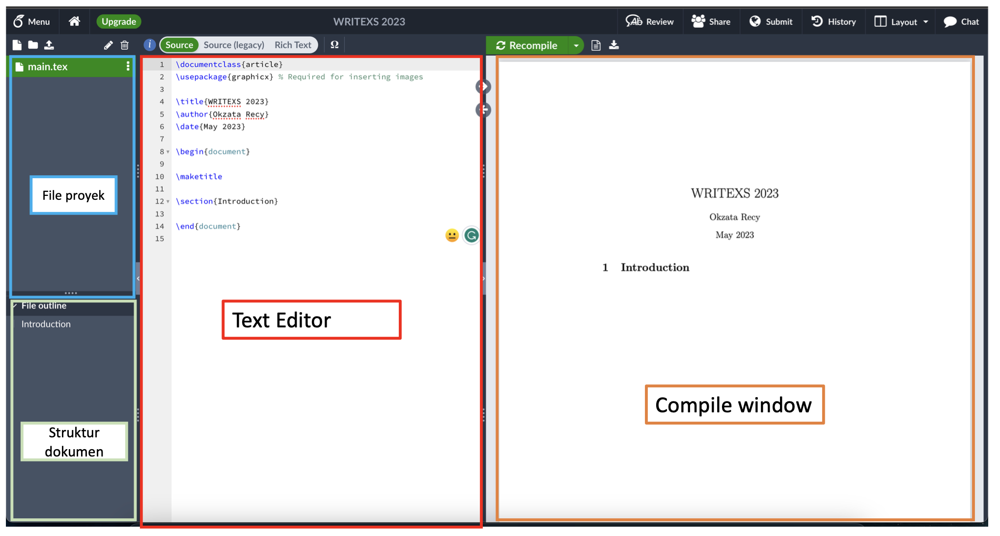 Menu
Upgrade
WRITEXS 2023
Review
Share
Submit
History
Layout
Chat
Source
Source (legacy)
Rich Text
Ω
Recompile
main.tex
File proyek
File outline
Introduction
Struktur
dokumen
1 \documentclass{article}
2 \usepackage{graphicx} % Required for inserting images
3
4 \title{WRITEXS 2023}
5 \author{Okzata Recy}
6 \date{May 2023}
7
8 \begin{document}
9
10 \maketitle
11
12 \section{Introduction}
13
14 \end{document}
15
Text Editor
WRITEXS 2023
Okzata Recy
May 2023
1 Introduction
Compile window